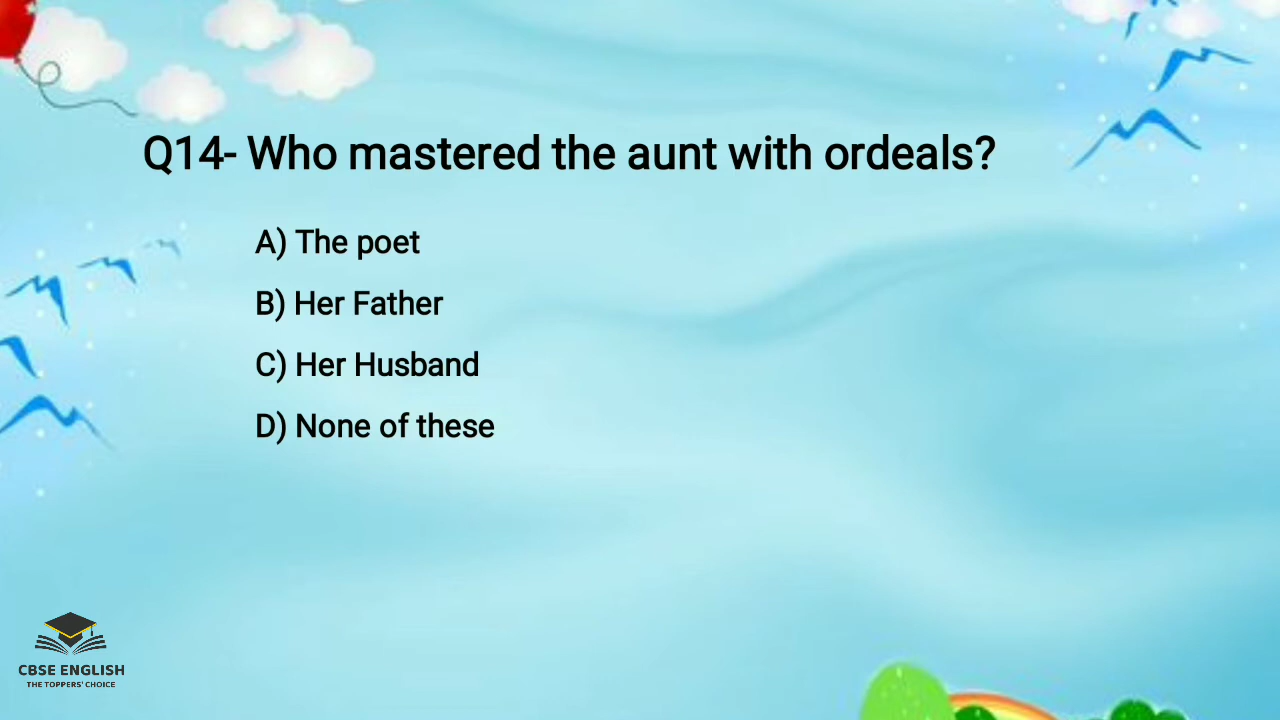 Q14- Who mastered the aunt with ordeals?
A) The poet
B) Her Father
C) Her Husband
D) None of these
CBSE ENGLISH
THE TOPPERS' CHOICE